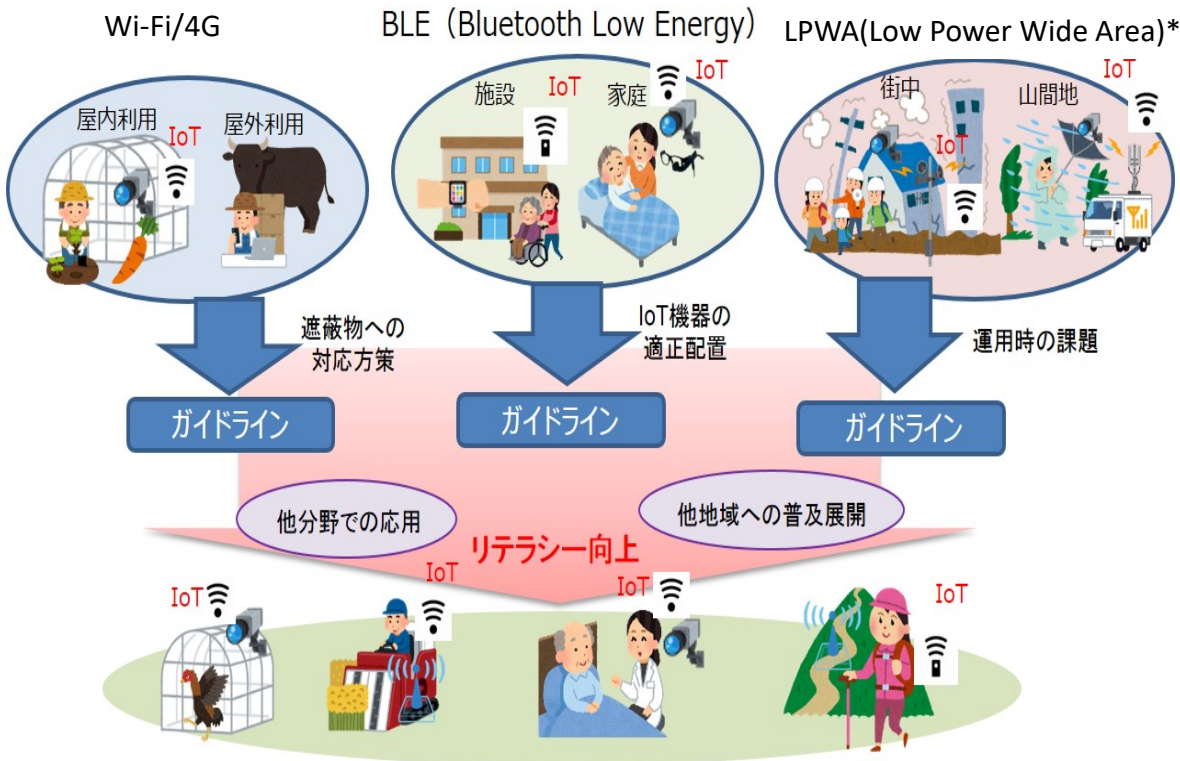 Wi-Fi/4G
BLE（Bluetooth Low Energy）
LPWA(Low Power Wide Area)*
屋内利用
IoT
屋外利用
施設
IoT
家庭
IoT
街中
IoT
山間地
IoT
遮蔽物への
対応方策
IoT機器の
適正配置
運用時の課題
ガイドライン
ガイドライン
ガイドライン
他分野での応用
他地域への普及展開
リテラシー向上
IoT
IoT
IoT
IoT